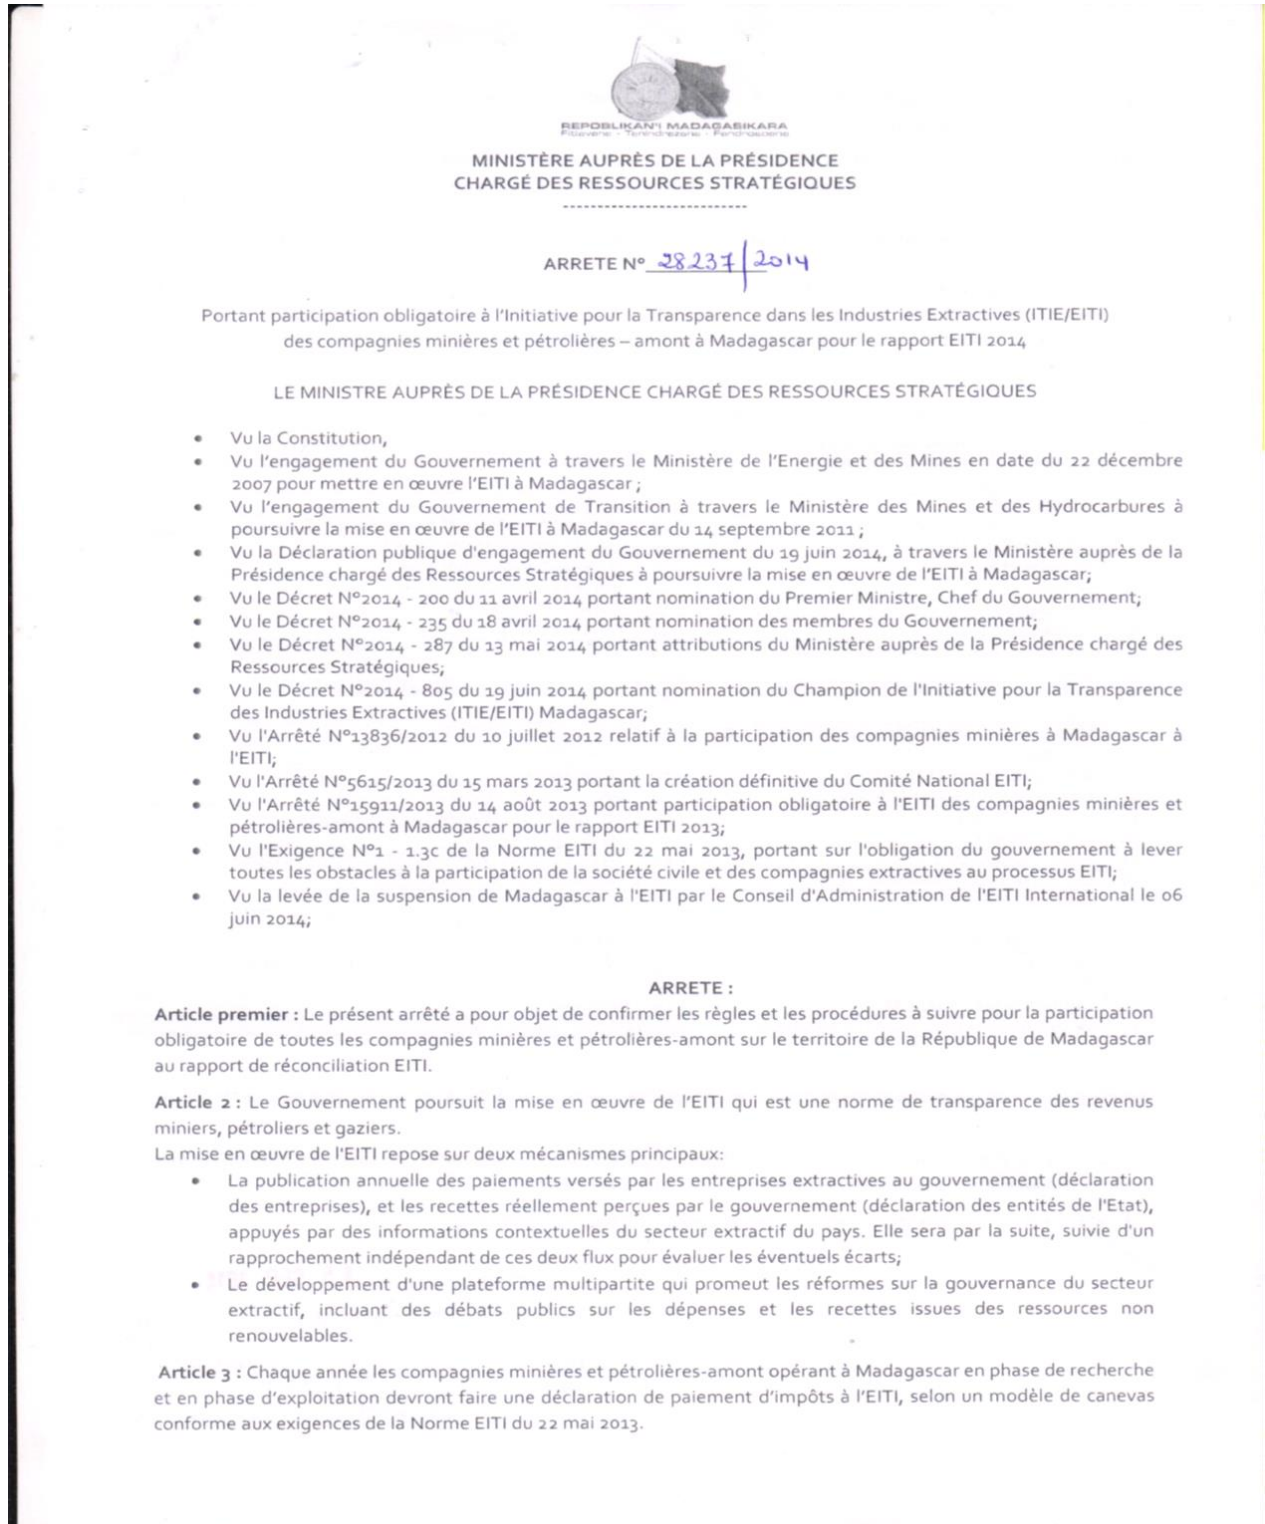 REPOBLIKAN'I MADAGASIKARA
MINISTÈRE AUPRÈS DE LA PRÉSIDENCE
CHARGÉ DES RESSOURCES STRATÉGIQUES
---------------------------
ARRETE N° 28237/2014
Portant participation obligatoire à l'Initiative pour la Transparence dans les Industries Extractives (ITIE/EITI)
des compagnies minières et pétrolières – amont à Madagascar pour le rapport EITI 2014
LE MINISTRE AUPRÈS DE LA PRÉSIDENCE CHARGÉ DES RESSOURCES STRATÉGIQUES
• Vu la Constitution,
• Vu l'engagement du Gouvernement à travers le Ministère de l'Energie et des Mines en date du 22 décembre
2007 pour mettre en œuvre l'EITI à Madagascar ;
• Vu l'engagement du Gouvernement de Transition à travers le Ministère des Mines et des Hydrocarbures à
poursuivre la mise en œuvre de l'EITI à Madagascar du 14 septembre 2011 ;
• Vu la Déclaration publique d'engagement du Gouvernement du 19 juin 2014, à travers le Ministère auprès de la
Présidence chargé des Ressources Stratégiques à poursuivre la mise en œuvre de l'EITI à Madagascar;
• Vu le Décret N°2014 - 200 du 11 avril 2014 portant nomination du Premier Ministre, Chef du Gouvernement;
• Vu le Décret N°2014 - 235 du 18 avril 2014 portant nomination des membres du Gouvernement;
• Vu le Décret N°2014 - 287 du 13 mai 2014 portant attributions du Ministère auprès de la Présidence chargé des
Ressources Stratégiques;
• Vu le Décret N°2014 - 805 du 19 juin 2014 portant nomination du Champion de l'Initiative pour la Transparence
des Industries Extractives (ITIE/EITI) Madagascar;
• Vu l'Arrêté N°13836/2012 du 10 juillet 2012 relatif à la participation des compagnies minières à Madagascar à
l'EITI;
• Vu l'Arrêté N°5615/2013 du 15 mars 2013 portant la création définitive du Comité National EITI;
• Vu l'Arrêté N°15911/2013 du 14 août 2013 portant participation obligatoire à l'EITI des compagnies minières et
pétrolières-amont à Madagascar pour le rapport EITI 2013;
• Vu l'Exigence N°1 - 1.3c de la Norme EITI du 22 mai 2013, portant sur l'obligation du gouvernement à lever
toutes les obstacles à la participation de la société civile et des compagnies extractives au processus EITI;
• Vu la levée de la suspension de Madagascar à l'EITI par le Conseil d'Administration de l'EITI International le 06
juin 2014;
ARRETE :
Article premier : Le présent arrêté a pour objet de confirmer les règles et les procédures à suivre pour la participation
obligatoire de toutes les compagnies minières et pétrolières-amont sur le territoire de la République de Madagascar
au rapport de réconciliation EITI.
Article 2 : Le Gouvernement poursuit la mise en œuvre de l'EITI qui est une norme de transparence des revenus
miniers, pétroliers et gaziers.
La mise en œuvre de l'EITI repose sur deux mécanismes principaux:
• La publication annuelle des paiements versés par les entreprises extractives au gouvernement (déclaration
des entreprises), et les recettes réellement perçues par le gouvernement (déclaration des entités de l'Etat),
appuyés par des informations contextuelles du secteur extractif du pays. Elle sera par la suite, suivie d'un
rapprochement indépendant de ces deux flux pour évaluer les éventuels écarts;
• Le développement d'une plateforme multipartite qui promeut les réformes sur la gouvernance du secteur
extractif, incluant des débats publics sur les dépenses et les recettes issues des ressources non
renouvelables.
Article 3 : Chaque année les compagnies minières et pétrolières-amont opérant à Madagascar en phase de recherche
et en phase d'exploitation devront faire une déclaration de paiement d'impôts à l'EITI, selon un modèle de canevas
conforme aux exigences de la Norme EITI du 22 mai 2013.